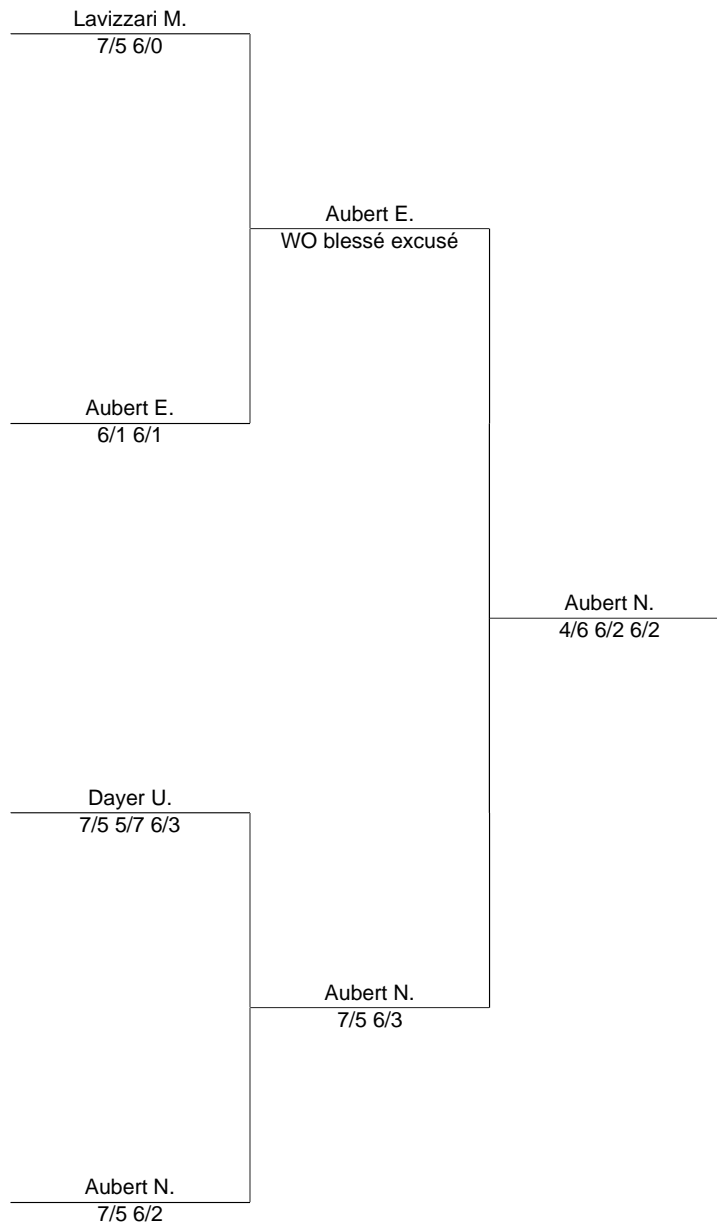 Lavizzari M.
7/5 6/0
Aubert E.
WO blessé excusé
Aubert E.
6/1 6/1
Aubert N.
4/6 6/2 6/2
Dayer U.
7/5 5/7 6/3
Aubert N.
7/5 6/3
Aubert N.
7/5 6/2